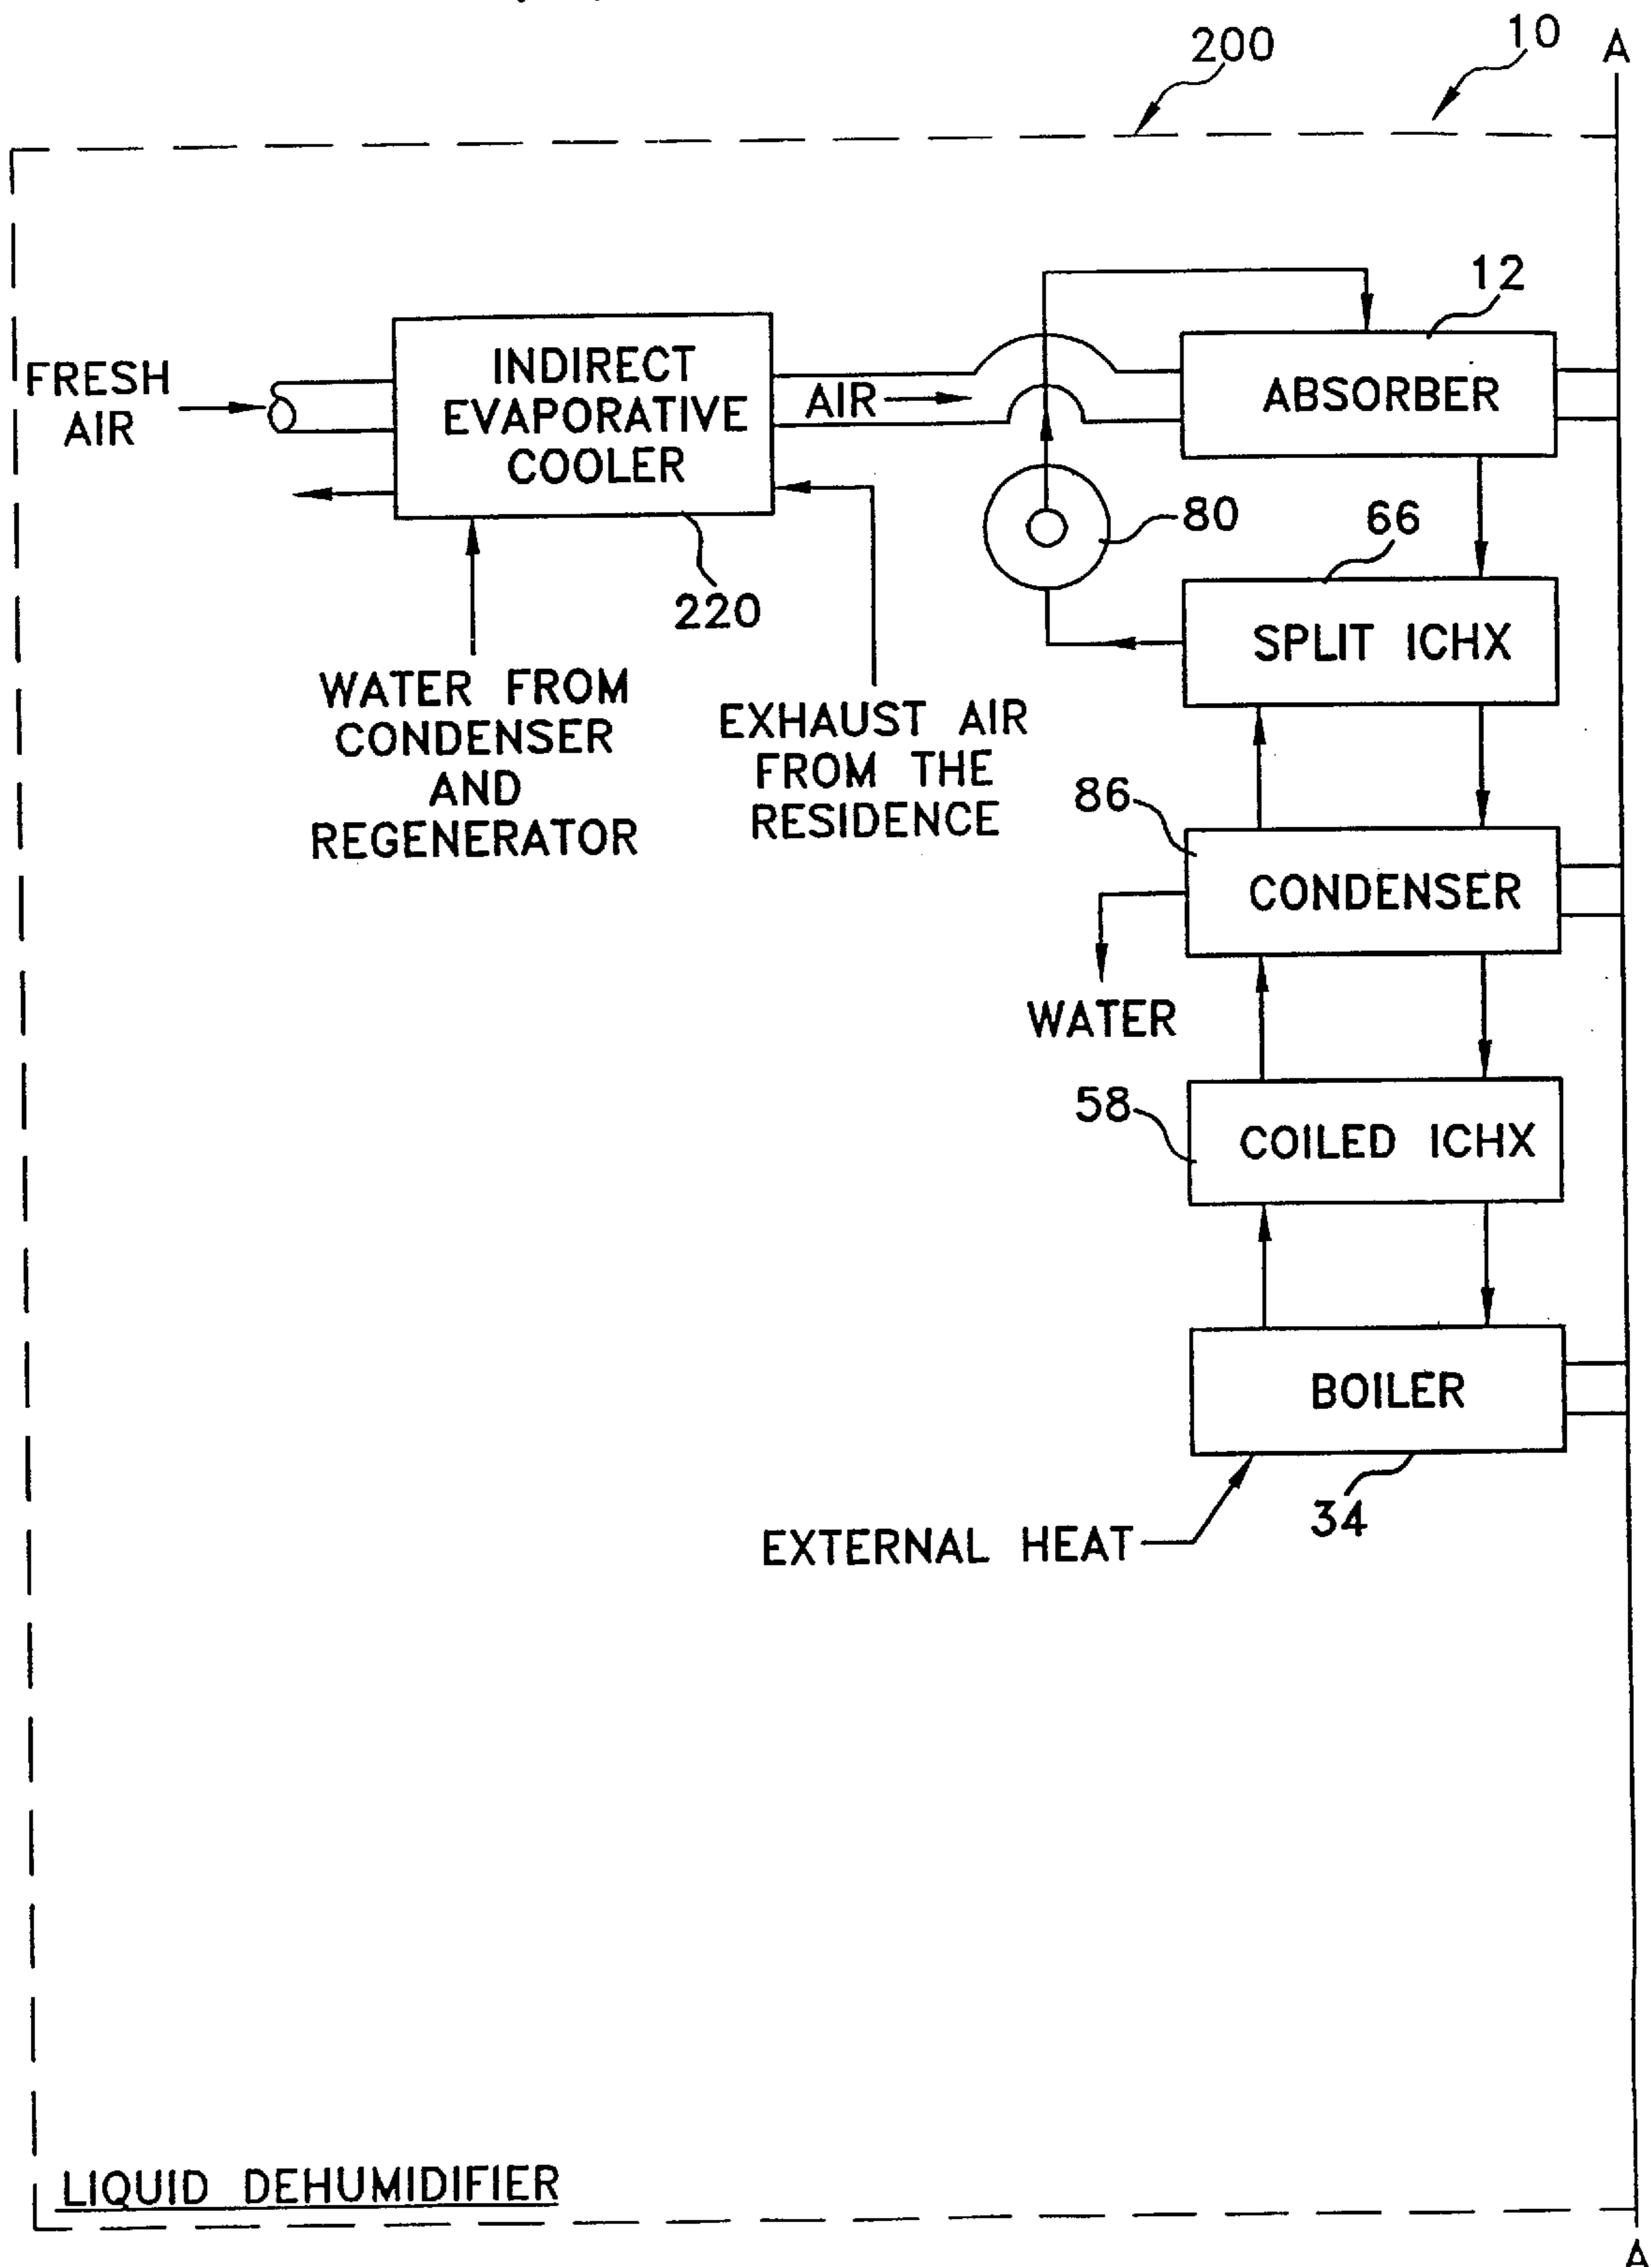 200
10
A
12
FRESH
AIR
INDIRECT
EVAPORATIVE
COOLER
AIR
ABSORBER
80
66
220
SPLIT ICHX
WATER FROM
CONDENSER
AND
REGENERATOR
EXHAUST AIR
FROM THE
RESIDENCE
86
CONDENSER
WATER
58
COILED ICHX
BOILER
34
EXTERNAL HEAT
LIQUID DEHUMIDIFIER
A